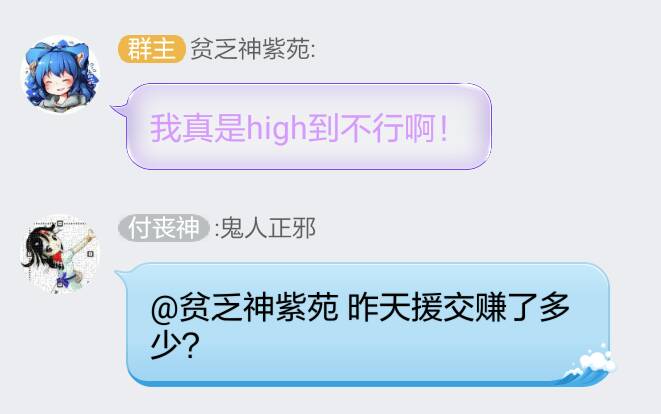 群主 贫乏神紫苑:
我真是high到不行啊！
付丧神 :鬼人正邪
@贫乏神紫苑 昨天援交赚了多
少?